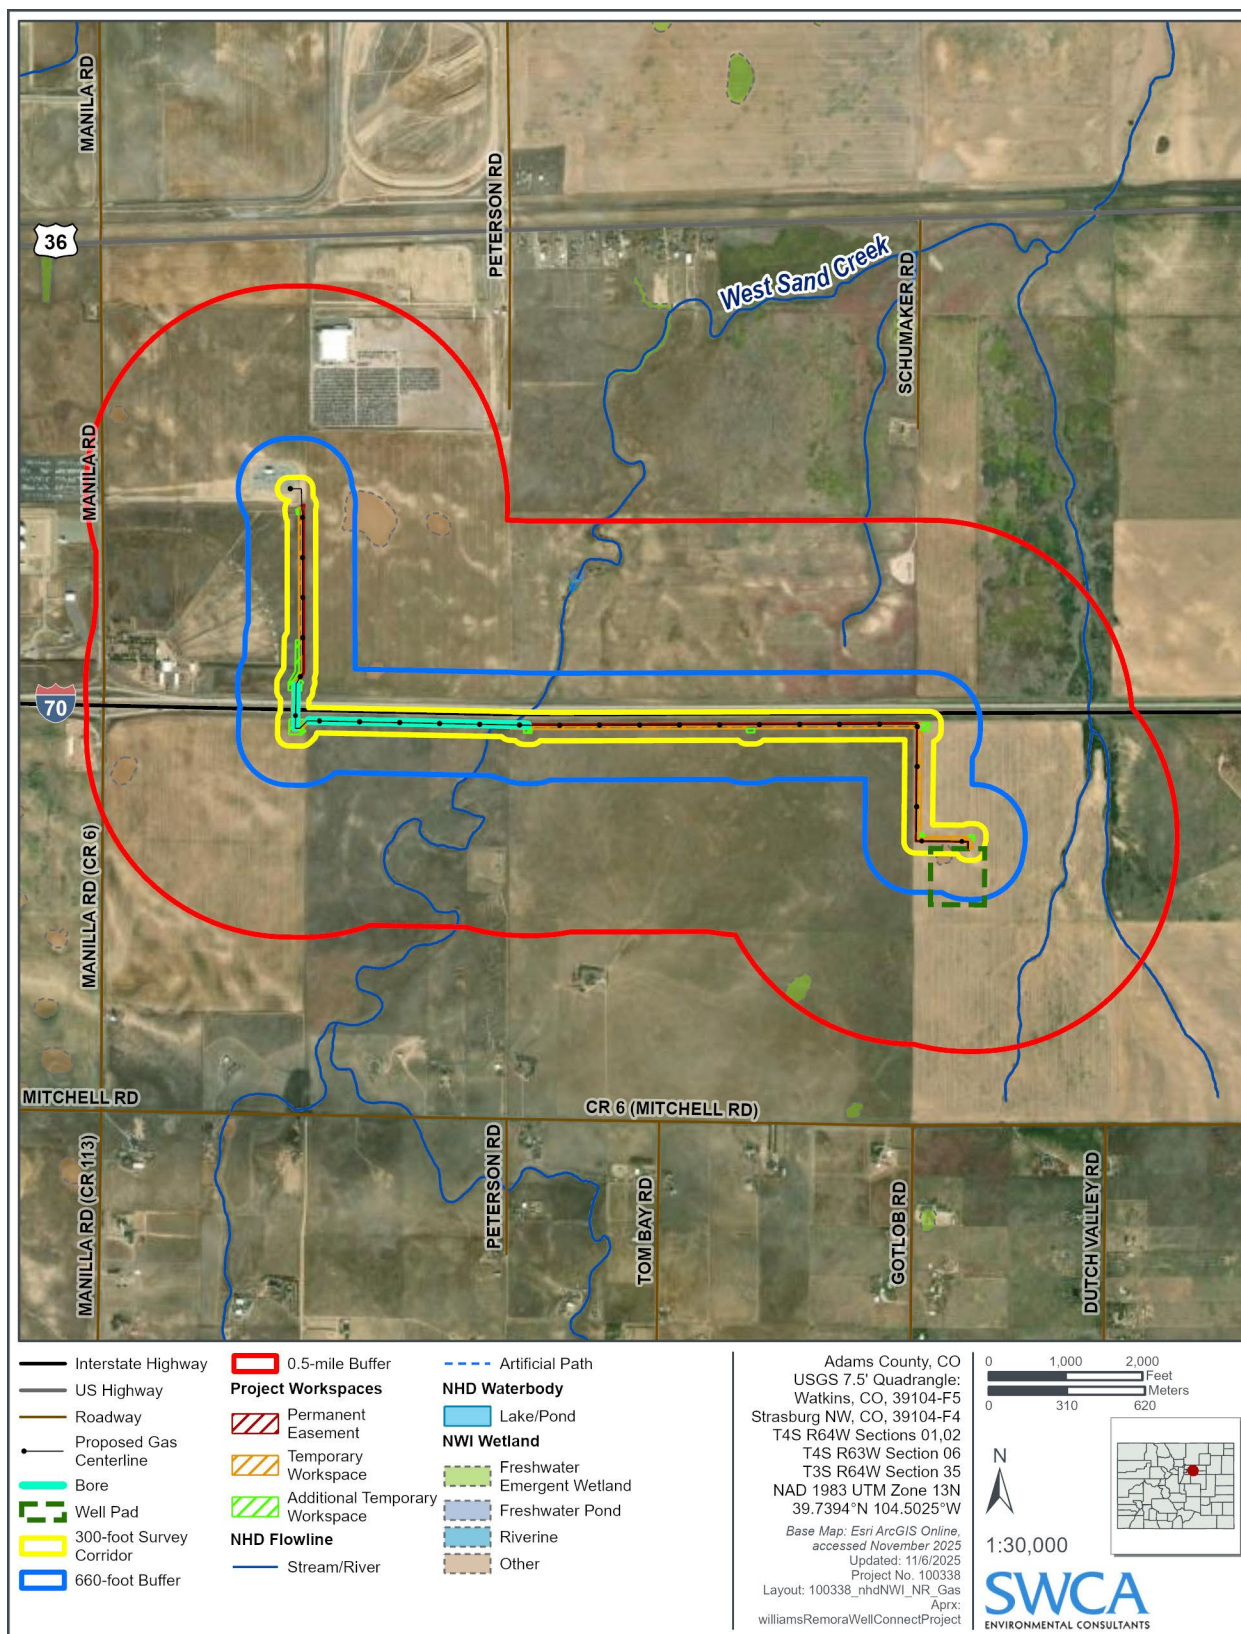 MANILA RD
PETERSON RD
36
West Sand Creek
SCHUMAKER RD
MANILA RD
70
MANILLA RD (CR 6)
MITCHELL RD
CR 6 (MITCHELL RD)
MANILLA RD (CR 113)
PETERSON RD
TOM BAY RD
GOTLOB RD
DUTCH VALLEY RD
Interstate Highway
US Highway
Roadway
Proposed Gas
Centerline
Bore
Well Pad
300-foot Survey
Corridor
660-foot Buffer
0.5-mile Buffer
Project Workspaces
Permanent
Easement
Temporary
Workspace
Additional Temporary
Workspace
NHD Flowline
Stream/River
Artificial Path
NHD Waterbody
Lake/Pond
NWI Wetland
Freshwater
Emergent Wetland
Freshwater Pond
Riverine
Other
Adams County, CO
USGS 7.5' Quadrangle:
Watkins, CO, 39104-F5
Strasburg NW, CO, 39104-F4
T4S R64W Sections 01,02
T4S R63W Section 06
T3S R64W Section 35
NAD 1983 UTM Zone 13N
39.7394°N 104.5025°W
Base Map: Esri ArcGIS Online,
accessed November 2025
Updated: 11/6/2025
Project No. 100338
Layout: 100338_nhdNWI_NR_Gas
Aprx:
williamsRemoraWellConnectProject
0 1,000 2,000
Feet
Meters
0 310 620
N
1:30,000
SWCA
ENVIRONMENTAL CONSULTANTS